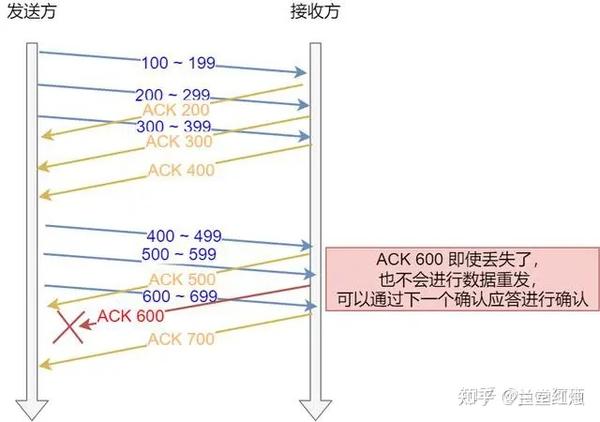 发送方
接收方
100 ~ 199
200 ~ 299
ACK 200
300 ~ 399
ACK 300
ACK 400
400 ~ 499
500 ~ 599
ACK 500
600 ~ 699
ACK 600
ACK 700
ACK 600 即使丢失了，
也不会进行数据重发，
可以通过下一个确认应答进行确认
知乎